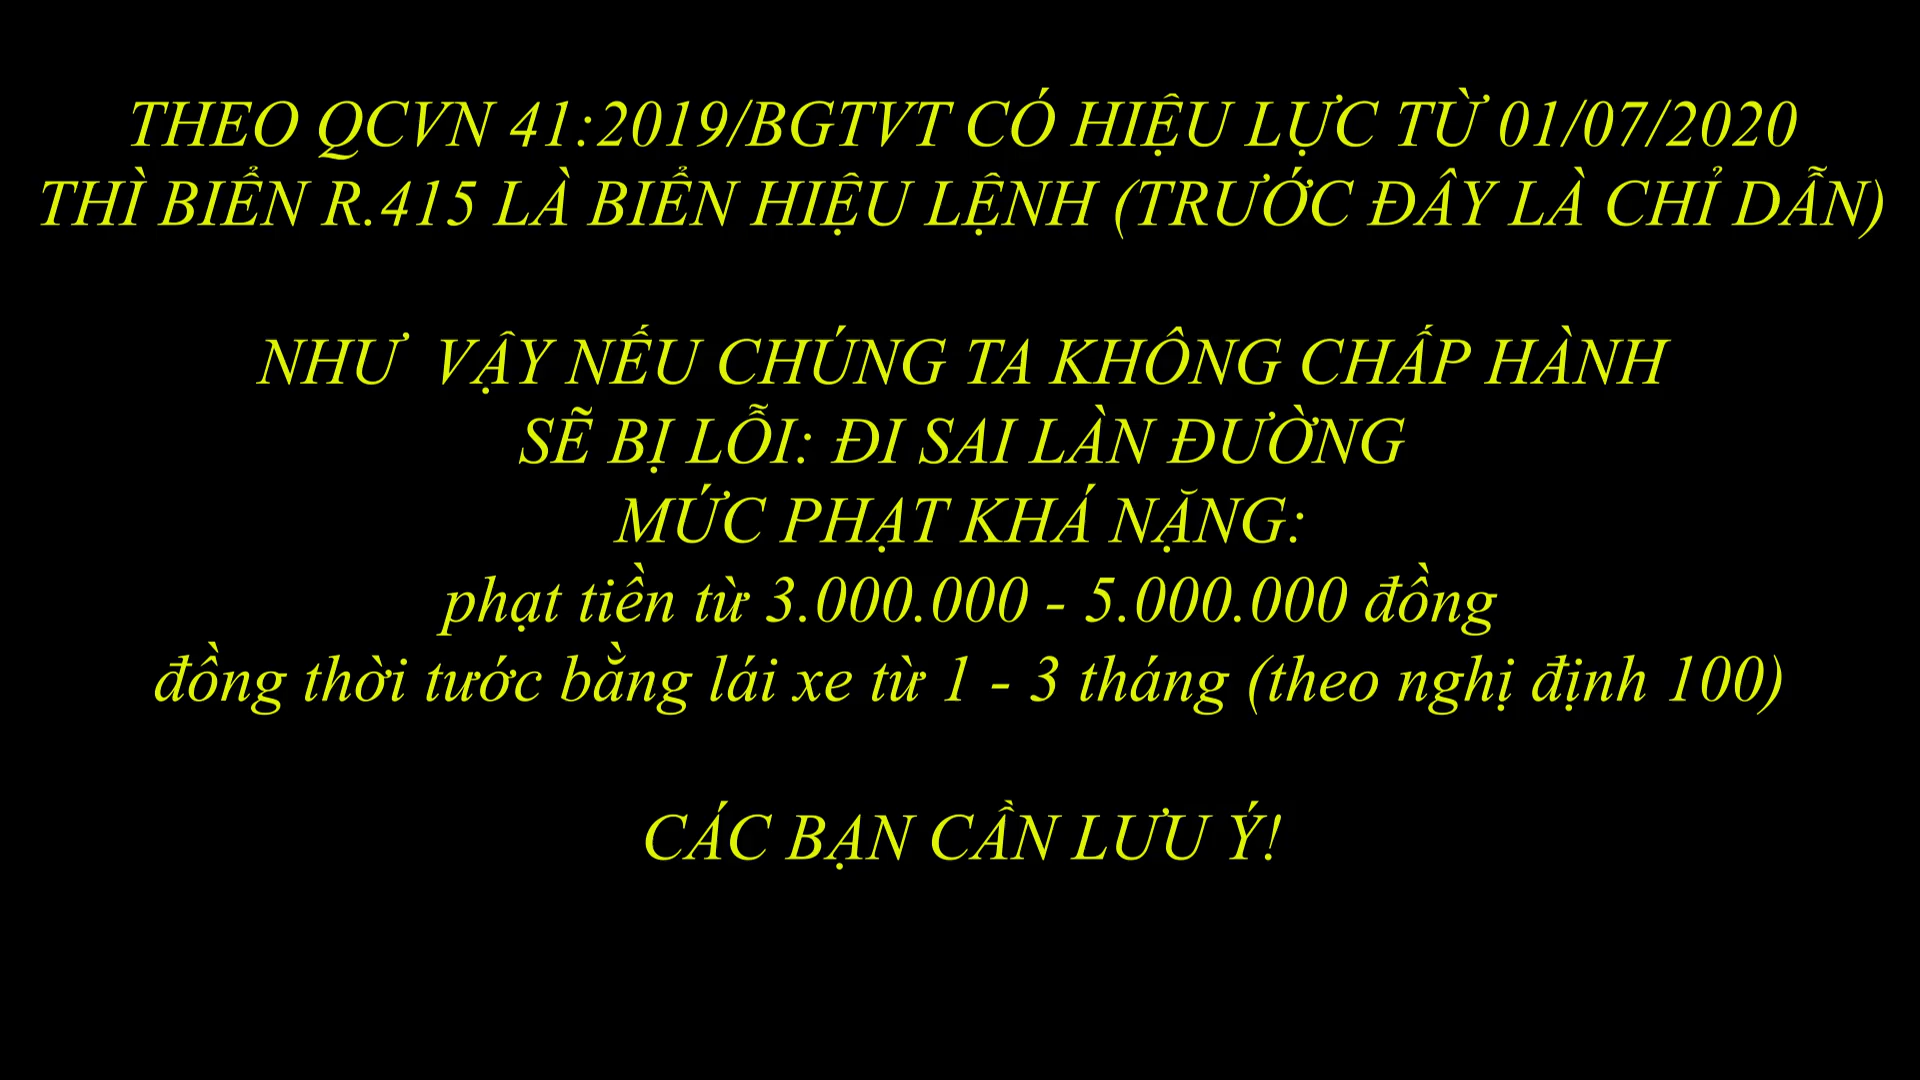 THEO QCVN 41:2019/BGTVT CÓ HIỆU LỰC TỪ 01/07/2020
THÌ BIỂN R.415 LÀ BIỂN HIỆU LỆNH (TRƯỚC ĐÂY LÀ CHỈ DẪN)
NHƯ VẬY NẾU CHÚNG TA KHÔNG CHẤP HÀNH
SẼ BỊ LỖI: ĐI SAI LÀN ĐƯỜNG
MỨC PHẠT KHÁ NẶNG:
phạt tiền từ 3.000.000 - 5.000.000 đồng
đồng thời tước bằng lái xe từ 1 - 3 tháng (theo nghị định 100)
CÁC BẠN CẦN LƯU Ý!